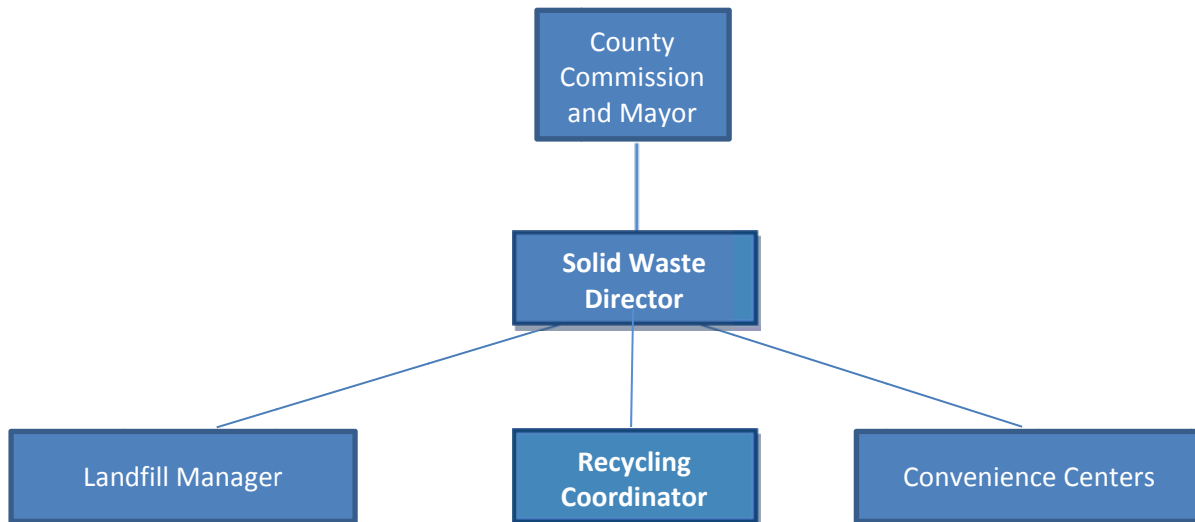 County
Commission
and Mayor
Solid Waste
Director
Landfill Manager
Recycling
Coordinator
Convenience Centers